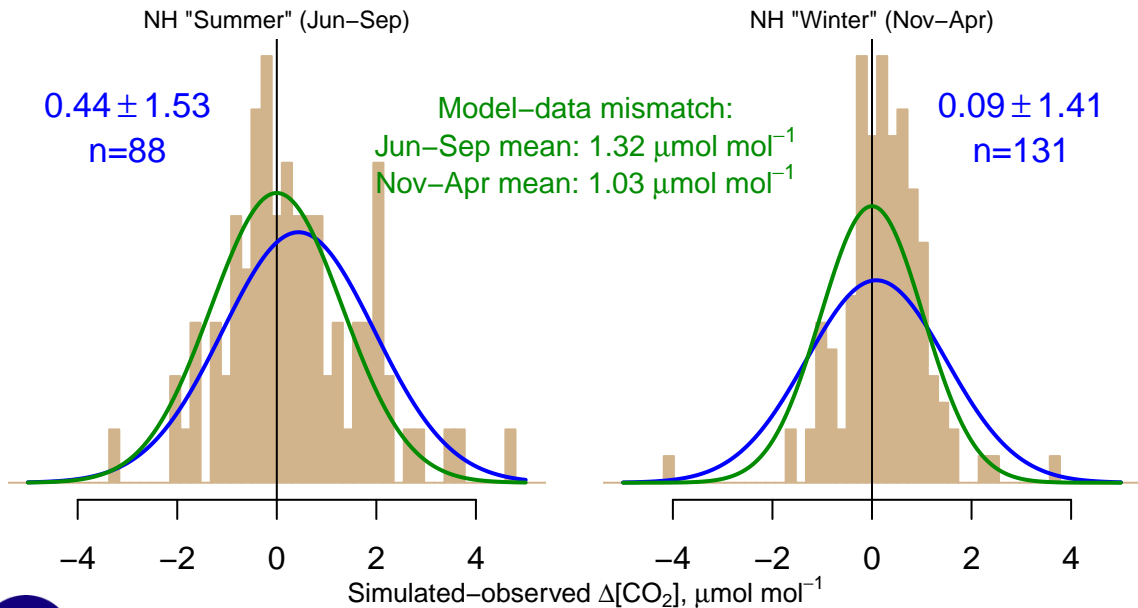 NH "Summer" (Jun−Sep)
0.44 ± 1.53
n=88
Model−data mismatch:
Jun−Sep mean: 1.32 μmol mol⁻¹
Nov−Apr mean: 1.03 μmol mol⁻¹
NH "Winter" (Nov−Apr)
0.09 ± 1.41
n=131
−4 −2 0 2 4
−4 −2 0 2 4
Simulated−observed Δ[CO₂], μmol mol⁻¹